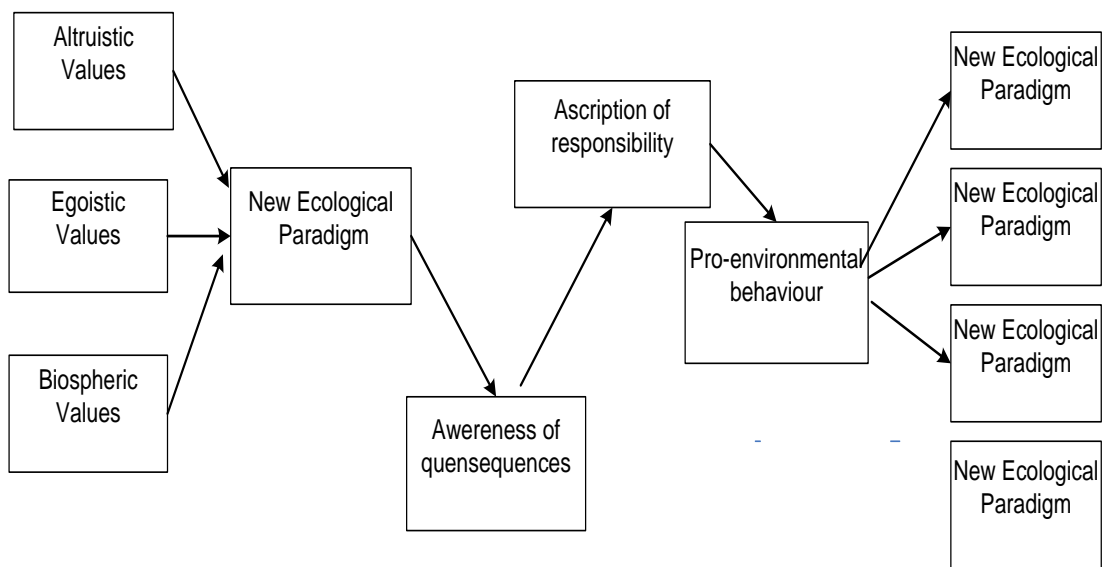 Altruistic
Values
Egoistic
Values
Biospheric
Values
New Ecological
Paradigm
Awereness of
quensequences
Ascription of
responsibility
Pro-environmental
behaviour
New Ecological
Paradigm
New Ecological
Paradigm
New Ecological
Paradigm
New Ecological
Paradigm